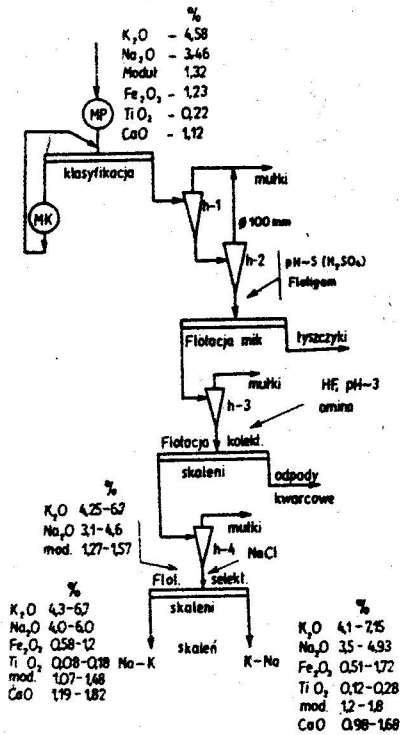 %
K₂O - 4,58
Na₂O - 3,46
Moduł 1,32
Fe₂O₃ - 1,23
TiO₂ - 0,22
CaO - 1,12
MP
klasyfikacja
MK
mułki
h-1
ø 100 mm
h-2
pH~5 (H₂SO₄)
Flotigam
Flotacja mik
łyszczyki
mułki
h-3
HF, pH~3
amina
Flotacja kolekt.
skaleni
odpady
kwarcowe
%
K₂O 4,25-6,7
Na₂O 3,1-4,6
mod. 1,27-1,57
mułki
h-4
NaCl
Flot. selekt.
skaleni
skaleń
Na-K
K-Na
%
K₂O 4,3-6,7
Na₂O 4,0-6,0
Fe₂O₃ 0,58-1,2
Ti O₂ 0,08-0,18
mod. 1,07-1,48
CaO 1,19-1,82
%
K₂O 4,1-7,15
Na₂O 3,5-4,93
Fe₂O₃ 0,51-1,72
Ti O₂ 0,12-0,28
mod. 1,2-1,8
CaO 0,98-1,68